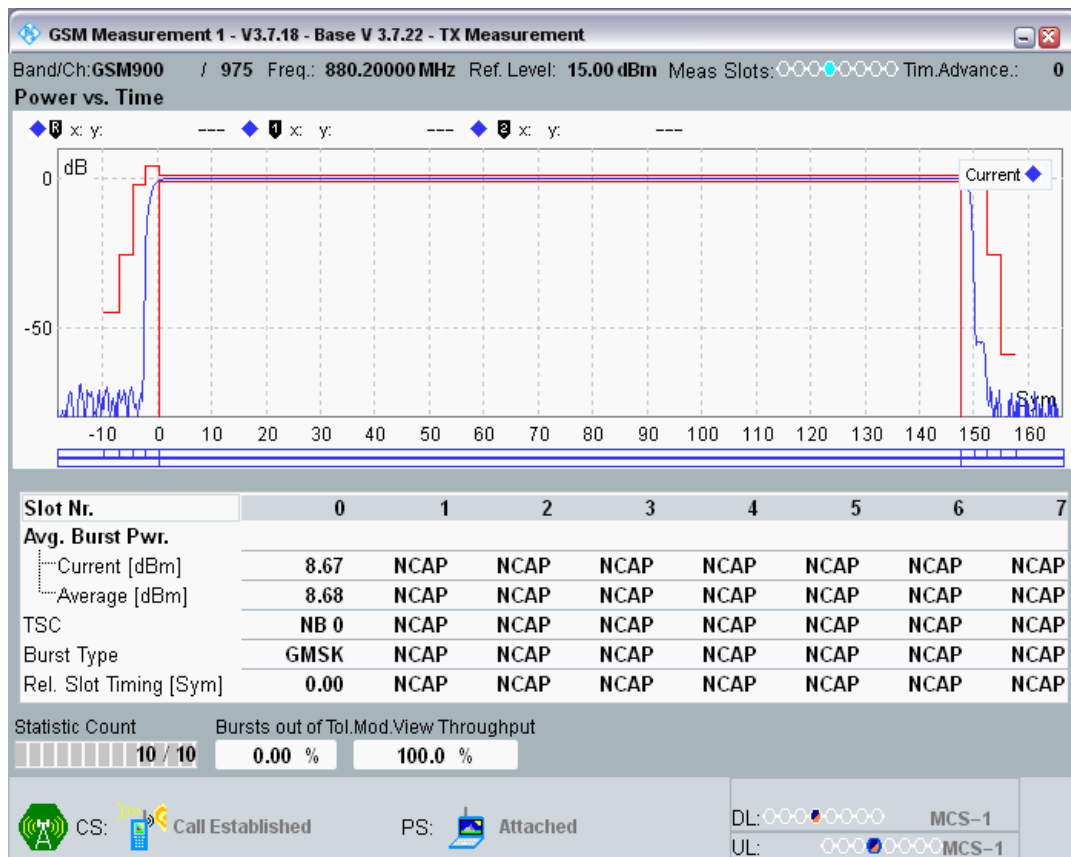 GSM Measurement 1 - V3.7.18 - Base V 3.7.22 - TX Measurement
Band/Ch:GSM900 / 975 Freq.: 880.20000 MHz Ref. Level: 15.00 dBm Meas Slots: Tim.Advance.: 0
Power vs. Time
R x: y: --- 1 x: y: --- 2 x: y: ---
dB
Current
0
-50
Sym
-10 0 10 20 30 40 50 60 70 80 90 100 110 120 130 140 150 160
Slot Nr. 0 1 2 3 4 5 6 7
Avg. Burst Pwr.
Current [dBm] 8.67 NCAP NCAP NCAP NCAP NCAP NCAP NCAP
Average [dBm] 8.68 NCAP NCAP NCAP NCAP NCAP NCAP NCAP
TSC NB 0 NCAP NCAP NCAP NCAP NCAP NCAP NCAP
Burst Type GMSK NCAP NCAP NCAP NCAP NCAP NCAP NCAP
Rel. Slot Timing [Sym] 0.00 NCAP NCAP NCAP NCAP NCAP NCAP NCAP
Statistic Count Bursts out of Tol.Mod.View Throughput
10 / 10 0.00 % 100.0 %
CS: Call Established PS: Attached
DL: MCS-1
UL: MCS-1